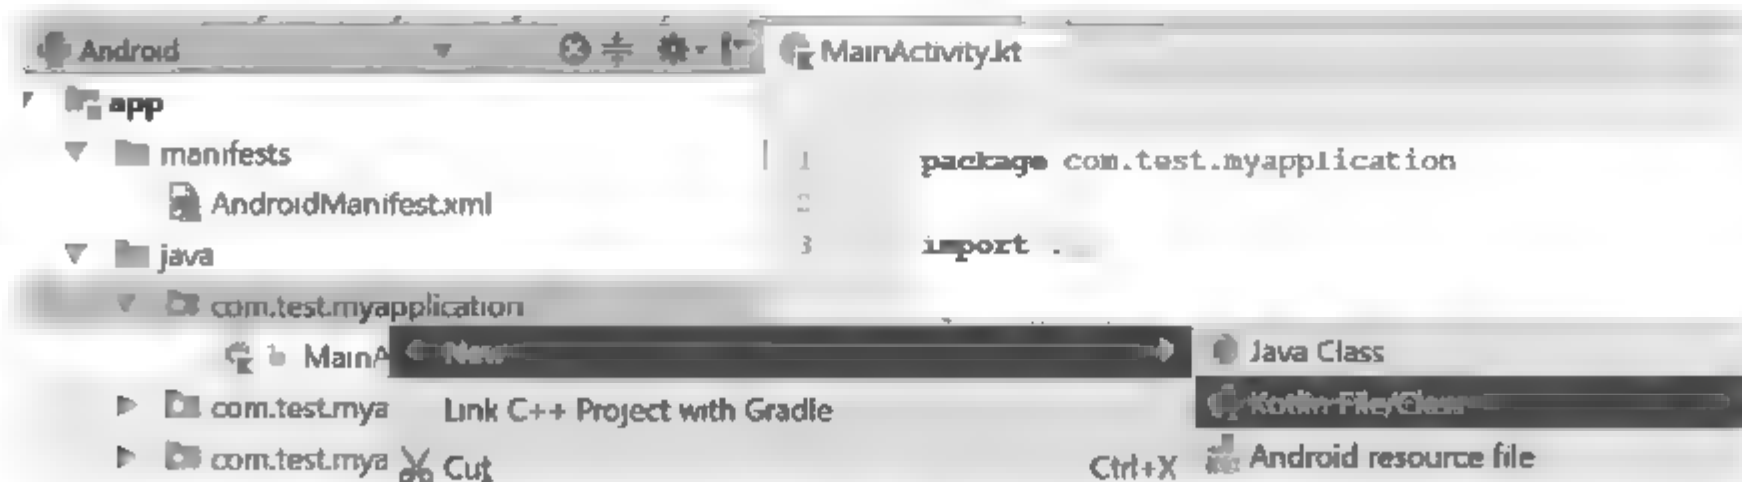 Android
MainActivity.kt
app
manifests
1 package com.test.myapplication
2
AndroidManifest.xml
3 import .
java
com.test.myapplication
MainA
New
Java Class
com.test.mya
Link C++ Project with Gradle
Kotlin File/Class
com.test.mya
Cut
Ctrl+X
Android resource file